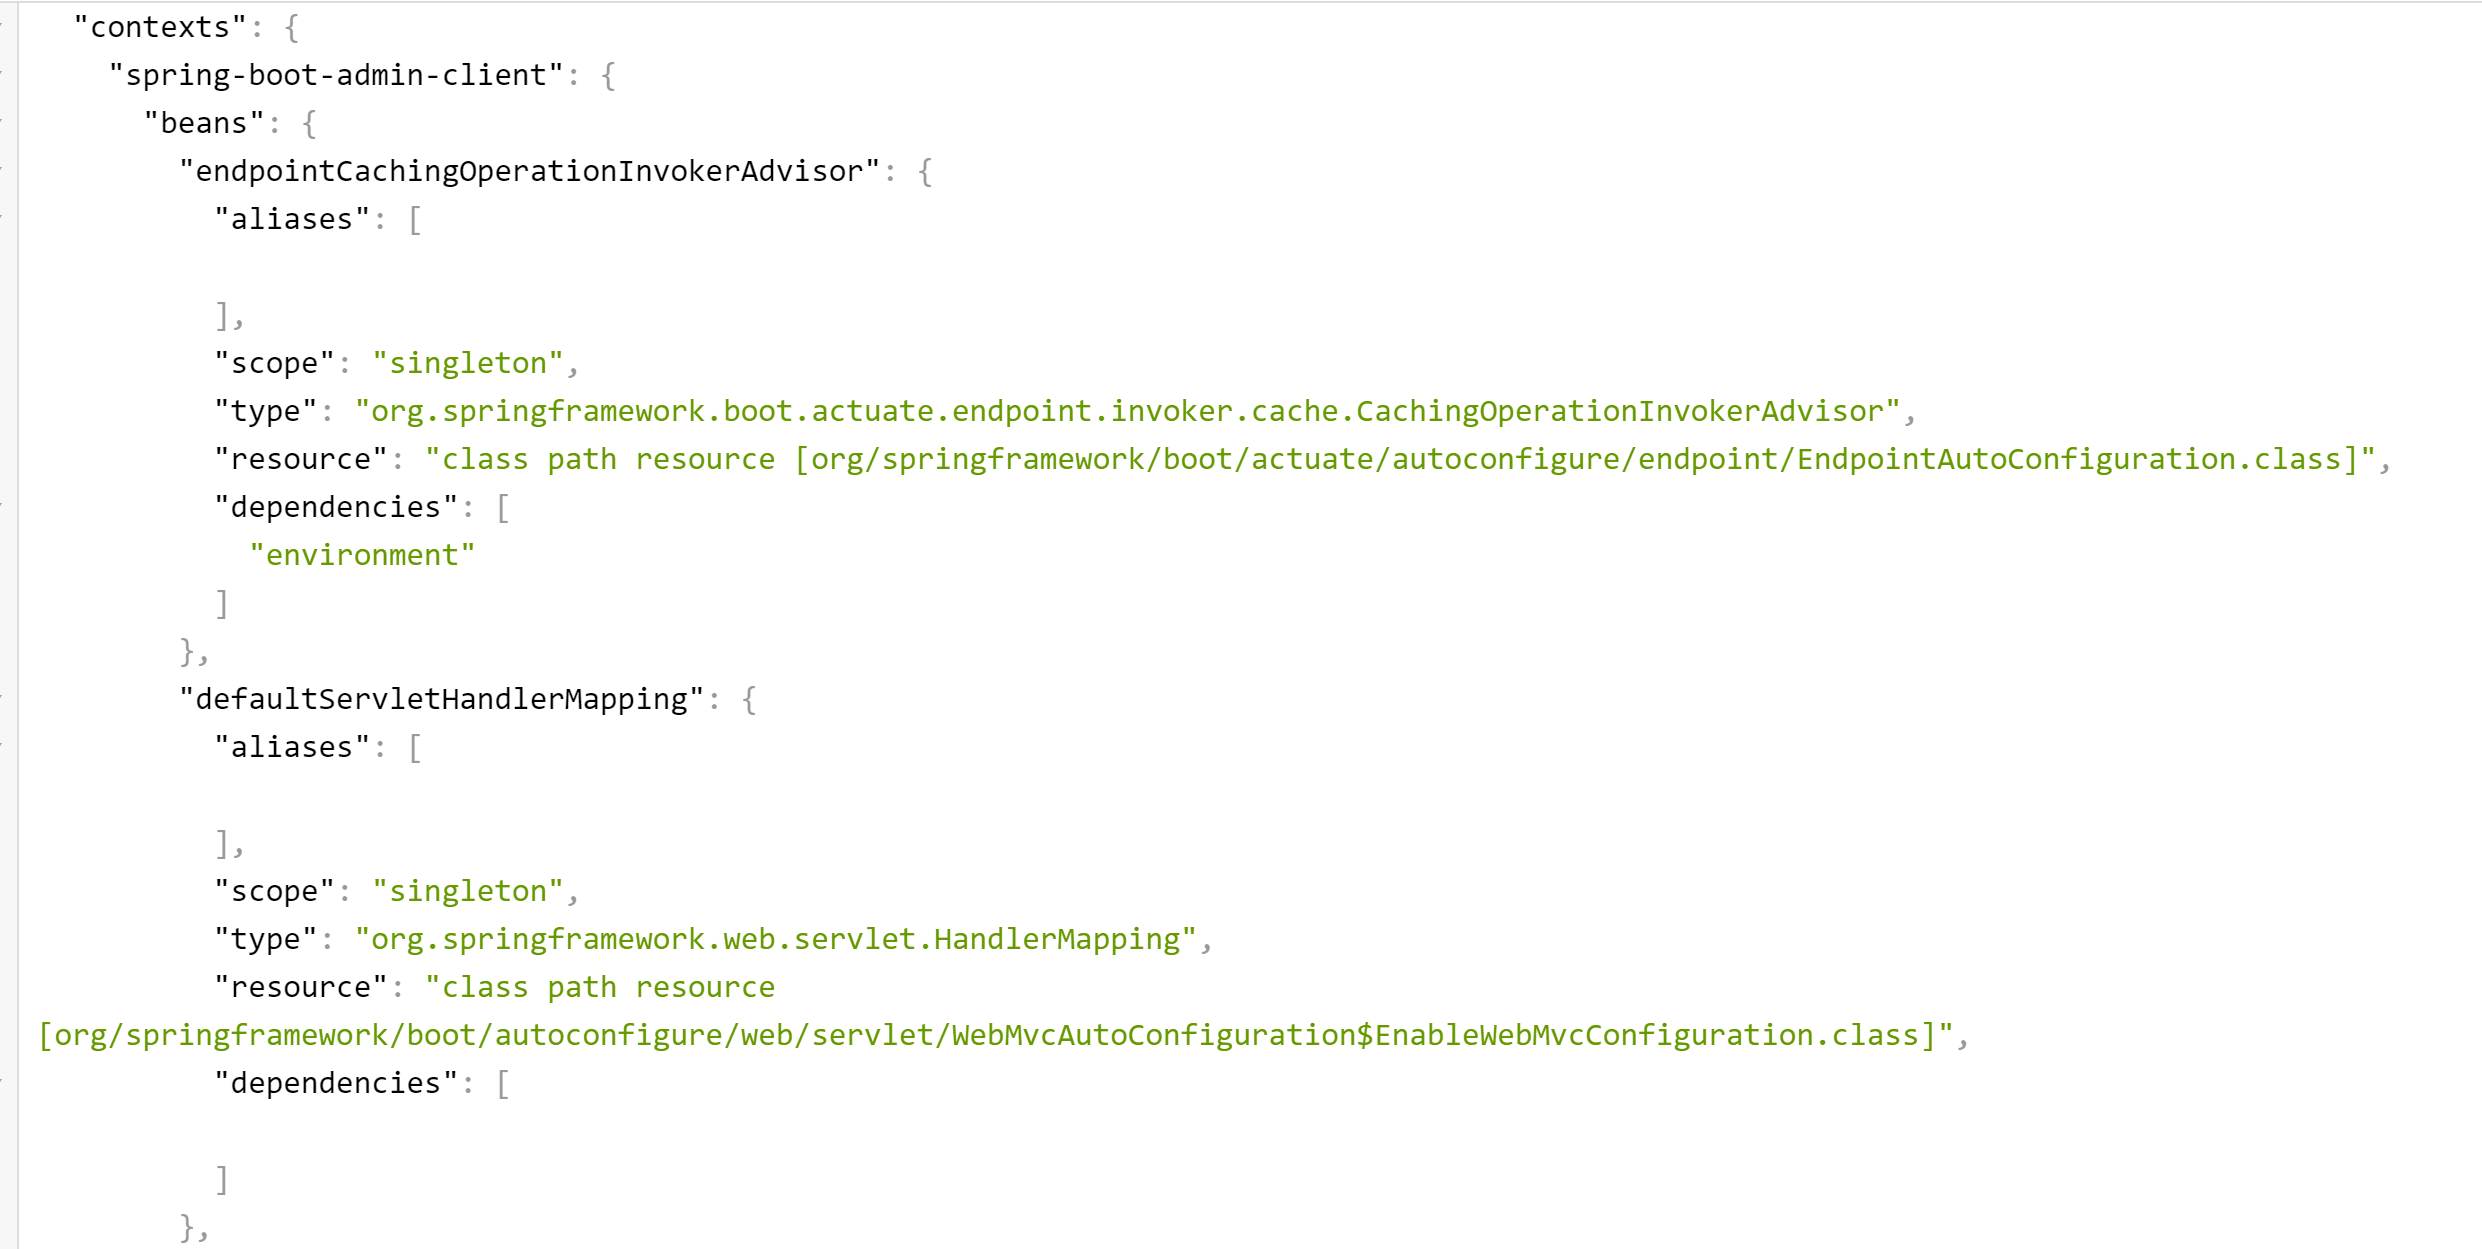 "contexts": {
"spring-boot-admin-client": {
"beans": {
"endpointCachingOperationInvokerAdvisor": {
"aliases": [
],
"scope": "singleton",
"type": "org.springframework.boot.actuate.endpoint.invoker.cache.CachingOperationInvokerAdvisor",
"resource": "class path resource [org/springframework/boot/actuate/autoconfigure/endpoint/EndpointAutoConfiguration.class]",
"dependencies": [
"environment"
]
},
"defaultServletHandlerMapping": {
"aliases": [
],
"scope": "singleton",
"type": "org.springframework.web.servlet.HandlerMapping",
"resource": "class path resource
[org/springframework/boot/autoconfigure/web/servlet/WebMvcAutoConfiguration$EnableWebMvcConfiguration.class]",
"dependencies": [
]
},